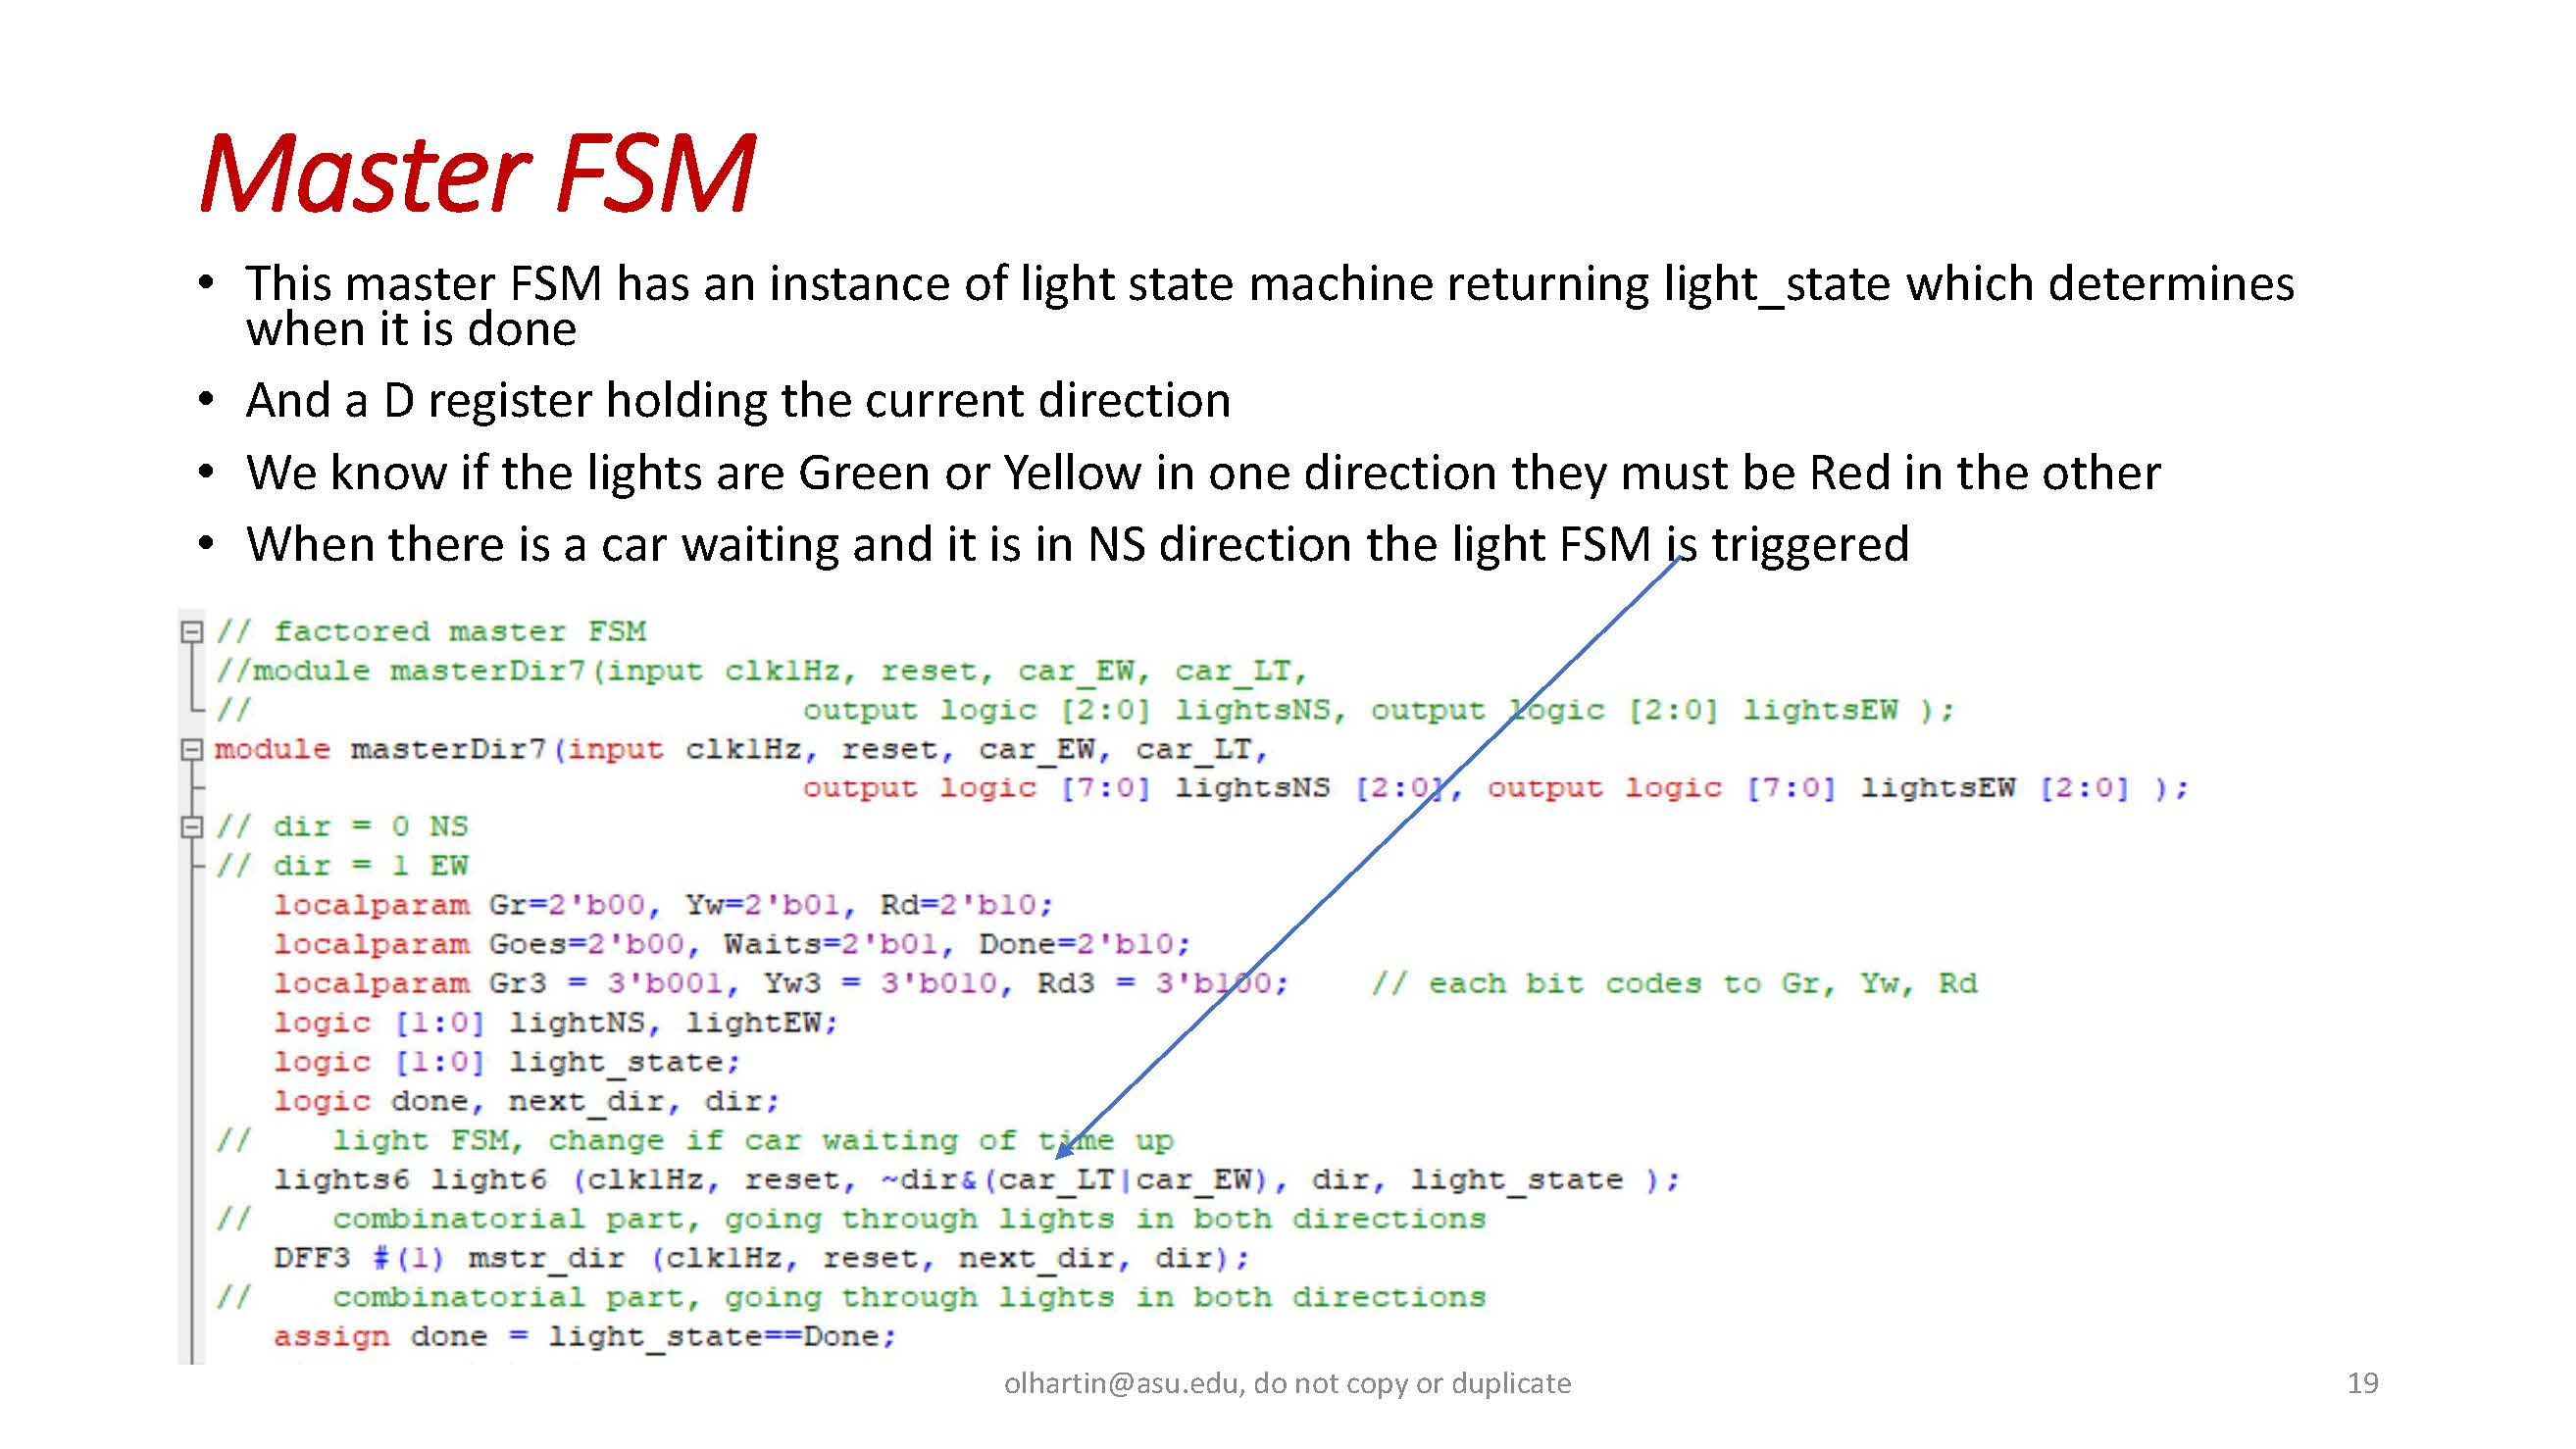 Master FSM
• This master FSM has an instance of light state machine returning light_state which determines
when it is done
• And a D register holding the current direction
• We know if the lights are Green or Yellow in one direction they must be Red in the other
• When there is a car waiting and it is in NS direction the light FSM is triggered
// factored master FSM
//module masterDir7(input clk1Hz, reset, car_EW, car_LT,
// output logic [2:0] lightsNS, output logic [2:0] lightsEW );
module masterDir7(input clk1Hz, reset, car_EW, car_LT,
output logic [7:0] lightsNS [2:0], output logic [7:0] lightsEW [2:0] );
// dir = 0 NS
// dir = 1 EW
localparam Gr=2'b00, Yw=2'b01, Rd=2'b10;
localparam Goes=2'b00, Waits=2'b01, Done=2'b10;
localparam Gr3 = 3'b001, Yw3 = 3'b010, Rd3 = 3'b100; // each bit codes to Gr, Yw, Rd
logic [1:0] lightNS, lightEW;
logic [1:0] light_state;
logic done, next_dir, dir;
// light FSM, change if car waiting of time up
lights6 light6 (clk1Hz, reset, ~dir&(car_LT|car_EW), dir, light_state );
// combinatorial part, going through lights in both directions
DFF3 #(1) mstr_dir (clk1Hz, reset, next_dir, dir);
// combinatorial part, going through lights in both directions
assign done = light_state==Done;
olhartin@asu.edu, do not copy or duplicate
19